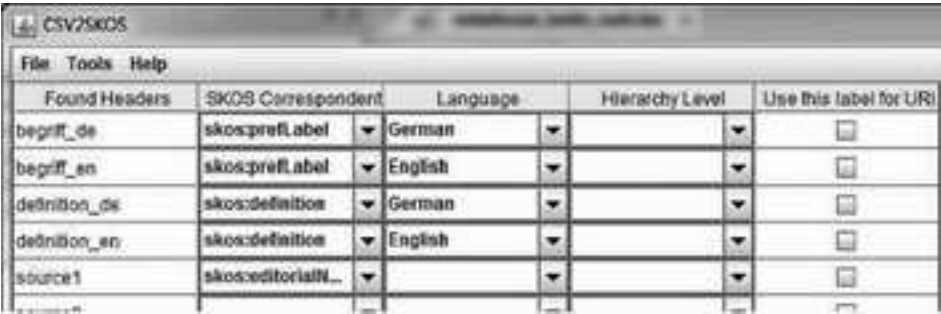 CSV2SKOS
File Tools Help
Found Headers SKOS Correspondent Language Hierarchy Level Use this label for URI
begriff_de skos:prefLabel German
begriff_en skos:prefLabel English
definition_de skos:definition German
definition_en skos:definition English
source1 skos:editorialN...